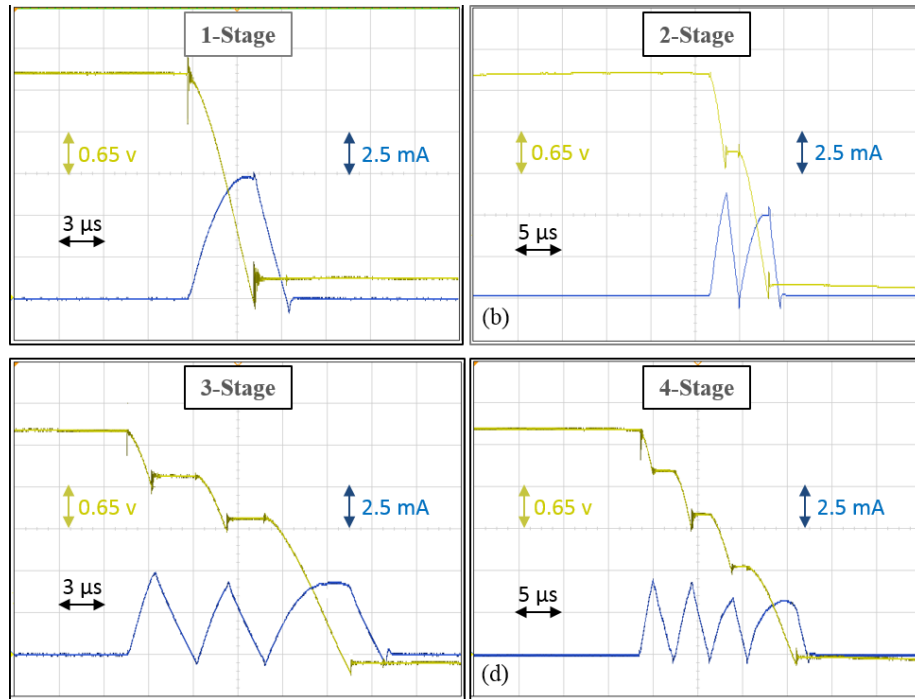 1-Stage
0.65 v
2.5 mA
3 μs
2-Stage
0.65 v
2.5 mA
5 μs
(b)
3-Stage
0.65 v
2.5 mA
3 μs
4-Stage
0.65 v
2.5 mA
5 μs
(d)